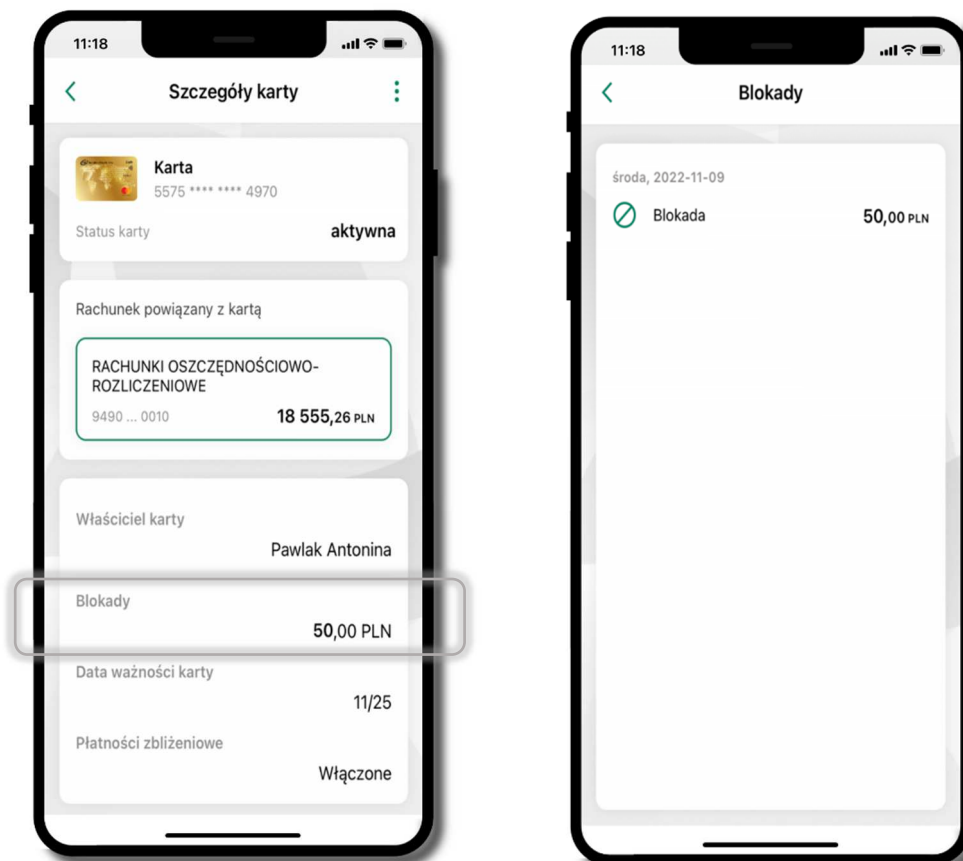 11:18
Szczegóły karty
Karta
5575 **** **** 4970
Status karty aktywna
Rachunek powiązany z kartą
RACHUNKI OSZCZĘDNOŚCIOWO-
ROZLICZENIOWE
9490 ... 0010 18 555,26 PLN
Właściciel karty
Pawlak Antonina
Blokady
50,00 PLN
Data ważności karty
11/25
Płatności zbliżeniowe
Włączone
11:18
Blokady
środa, 2022-11-09
Blokada 50,00 PLN